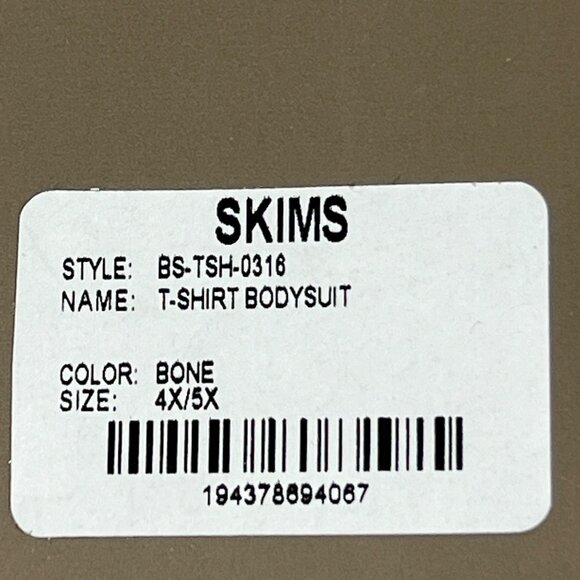 SKIMS
STYLE: BS-TSH-0316
NAME: T-SHIRT BODYSUIT
COLOR: BONE
SIZE: 4X/5X
194378694067